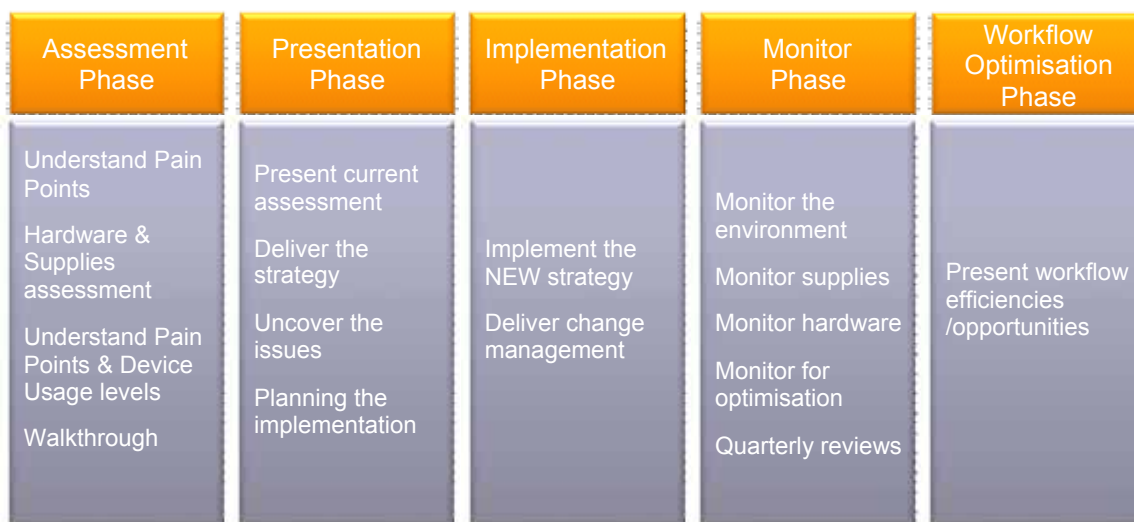 Assessment
Phase
Understand Pain
Points
Hardware &
Supplies
assessment
Understand Pain
Points & Device
Usage levels
Walkthrough
Presentation
Phase
Present current
assessment
Deliver the
strategy
Uncover the
issues
Planning the
implementation
Implementation
Phase
Implement the
NEW strategy
Deliver change
management
Monitor
Phase
Monitor the
environment
Monitor supplies
Monitor hardware
Monitor for
optimisation
Quarterly reviews
Workflow
Optimisation
Phase
Present workflow
efficiencies
/opportunities